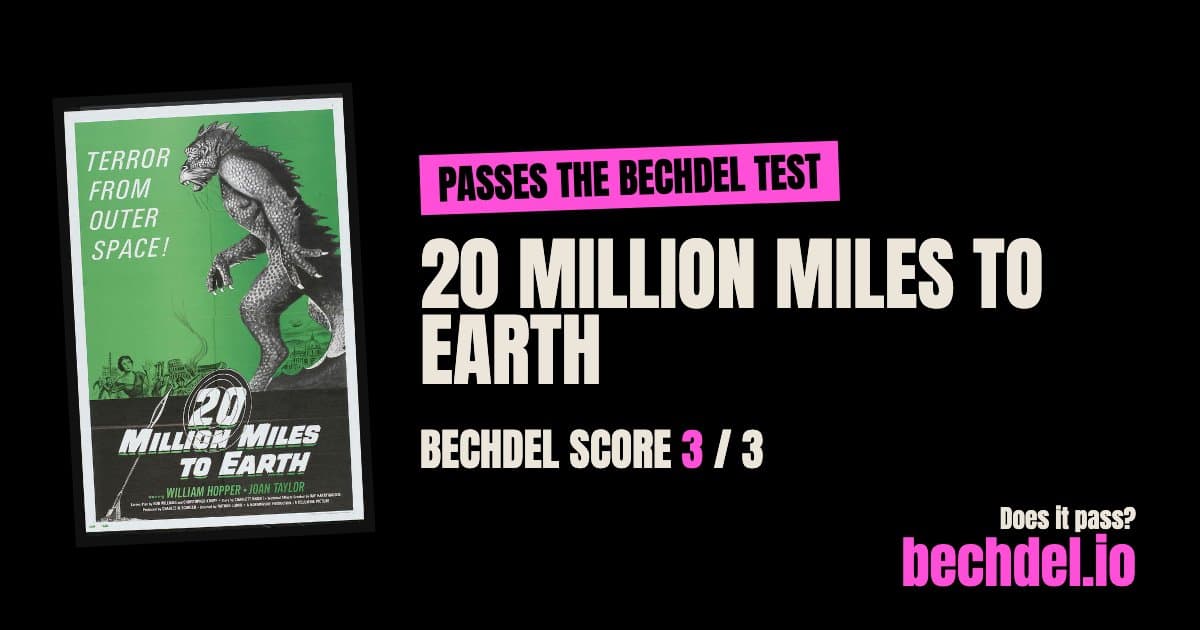 TERROR
FROM
OUTER
SPACE!
20
MILLION MILES
TO EARTH
WILLIAM HOPPER • JOAN TAYLOR
PASSES THE BECHDEL TEST
20 MILLION MILES TO
EARTH
BECHDEL SCORE 3 / 3
Does it pass?
bechdel.io